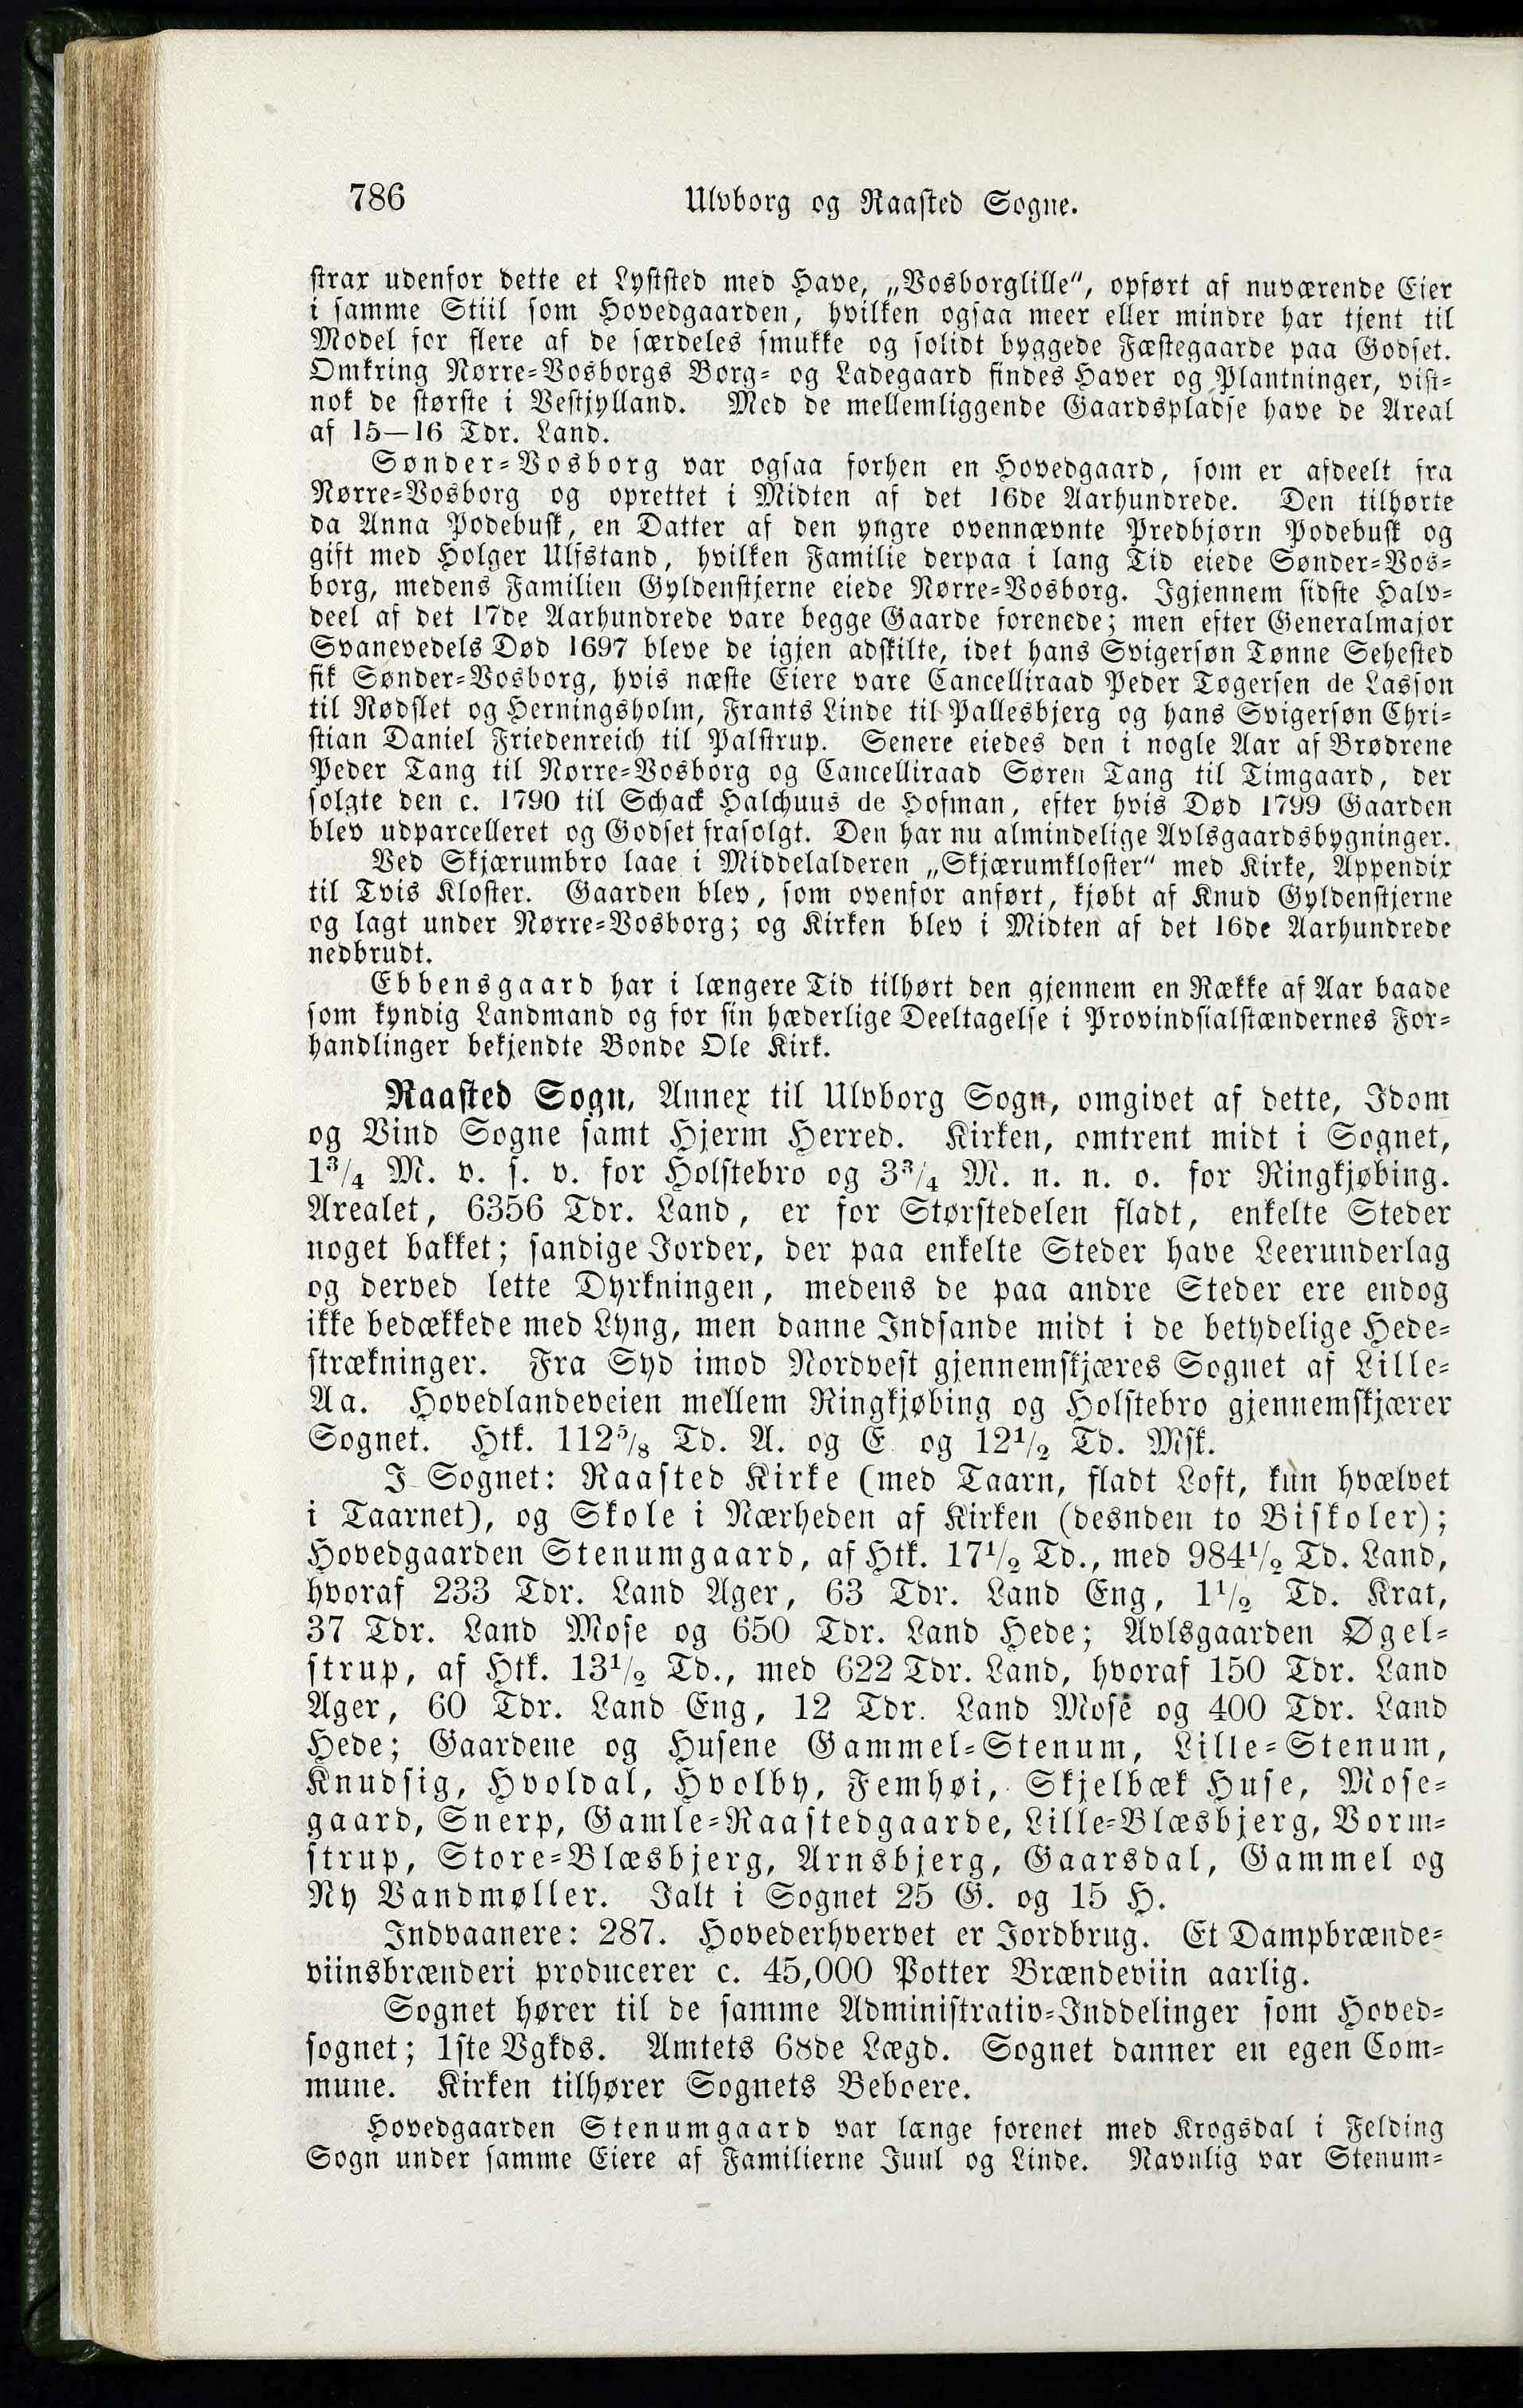 786 Ulvborg og Raasted Sogne.
strax udenfor dette et Lyststed med Have, „Vosborglille“, opført af nuværende Eier
i samme Stiil som Hovedgaarden, hvilken ogsaa meer eller mindre har tjent til
Model for flere af de særdeles smukke og solidt byggede Fæstegaarde paa Godset.
Omkring Nørre-Vosborgs Borg- og Ladegaard findes Haver og Plantninger, vist-
nok de største i Vestjylland. Med de mellemliggende Gaardspladse have de Areal
af 15—16 Tdr. Land.
Sønder-Vosborg var ogsaa forhen en Hovedgaard, som er afdeelt fra
Nørre-Vosborg og oprettet i Midten af det 16de Aarhundrede. Den tilhørte
da Anna Podebusk, en Datter af den yngre ovennævnte Predbjørn Podebusk og
gift med Holger Ulfstand, hvilken Familie derpaa i lang Tid eiede Sønder-Vos-
borg, medens Familien Gyldenstjerne eiede Nørre-Vosborg. Igjennem sidste Halv-
deel af det 17de Aarhundrede vare begge Gaarde forenede; men efter Generalmajor
Svanevedels Død 1697 bleve de igjen adskilte, idet hans Svigersøn Tønne Sehested
fik Sønder-Vosborg, hvis næste Eiere vare Cancelliraad Peder Tøgersen de Lasson
til Rødslet og Herningsholm, Frants Linde til Pallesbjerg og hans Svigersøn Chri-
stian Daniel Friedenreich til Palstrup. Senere eiedes den i nogle Aar af Brødrene
Peder Tang til Nørre-Vosborg og Cancelliraad Søren Tang til Timgaard, der
solgte den c. 1790 til Schack Halchuus de Hofman, efter hvis Død 1799 Gaarden
blev udparcelleret og Godset frasolgt. Den har nu almindelige Avlsgaardsbygninger.
Ved Skjærumbro laae i Middelalderen „Skjærumkloster“ med Kirke, Appendix
til Tvis Kloster. Gaarden blev, som ovenfor anført, kjøbt af Knud Gyldenstjerne
og lagt under Nørre-Vosborg; og Kirken blev i Midten af det 16de Aarhundrede
nedbrudt.
Ebbensgaard har i længere Tid tilhørt den gjennem en Række af Aar baade
som kyndig Landmand og for sin hæderlige Deeltagelse i Provindsialstændernes For-
handlinger bekjendte Bonde Ole Kirk.
Raasted Sogn, Annex til Ulvborg Sogn, omgivet af dette, Idom
og Vind Sogne samt Hjerm Herred. Kirken, omtrent midt i Sognet,
1³/₄ M. v. s. v. for Holstebro og 3³/₄ M. n. n. o. for Ringkjøbing.
Arealet, 6356 Tdr. Land, er for Størstedelen fladt, enkelte Steder
noget bakket; sandige Jorder, der paa enkelte Steder have Leerunderlag
og derved lette Dyrkningen, medens de paa andre Steder ere endog
ikke bedækkede med Lyng, men danne Indsande midt i de betydelige Hede-
strækninger. Fra Syd imod Nordvest gjennemskjæres Sognet af Lille-
Aa. Hovedlandeveien mellem Ringkjøbing og Holstebro gjennemskjærer
Sognet. Htk. 112⁵/₈ Td. A. og E og 12¹/₂ Td. Msk.
I Sognet: Raasted Kirke (med Taarn, fladt Loft, kun hvælvet
i Taarnet), og Skole i Nærheden af Kirken (desnden to Biskoler);
Hovedgaarden Stenumgaard, af Htk. 17¹/₂ Td., med 984¹/₂ Td. Land,
hvoraf 233 Tdr. Land Ager, 63 Tdr. Land Eng, 1¹/₂ Td. Krat,
37 Tdr. Land Mose og 650 Tdr. Land Hede; Avlsgaarden Øgel-
strup, af Htk. 13¹/₂ Td., med 622 Tdr. Land, hvoraf 150 Tdr. Land
Ager, 60 Tdr. Land Eng, 12 Tdr. Land Mose og 400 Tdr. Land
Hede; Gaardene og Husene Gammel-Stenum, Lille-Stenum,
Knudsig, Hvoldal, Hvolby, Femhøi, Skjelbæk Huse, Mose-
gaard, Snerp, Gamle-Raastedgaarde, Lille-Blæsbjerg, Vorm-
strup, Store-Blæsbjerg, Arnsbjerg, Gaarsdal, Gammel og
Ny Vandmøller. Ialt i Sognet 25 G. og 15 H.
Indvaanere: 287. Hovederhvervet er Jordbrug. Et Dampbrænde-
viinsbrænderi producerer c. 45,000 Potter Brændeviin aarlig.
Sognet hører til de samme Administrativ-Inddelinger som Hoved-
sognet; 1ste Vgkds. Amtets 68de Lægd. Sognet danner en egen Com-
mune. Kirken tilhører Sognets Beboere.
Hovedgaarden Stenumgaard var længe forenet med Krogsdal i Felding
Sogn under samme Eiere af Familierne Juul og Linde. Navnlig var Stenum-